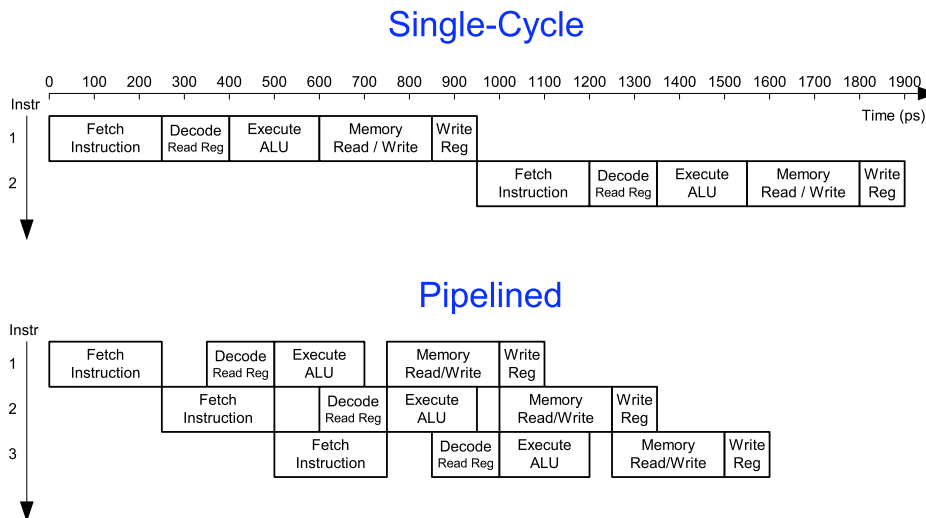 Single-Cycle
0 100 200 300 400 500 600 700 800 900 1000 1100 1200 1300 1400 1500 1600 1700 1800 1900
Instr
Time (ps)
1
Fetch Instruction
Decode Read Reg
Execute ALU
Memory Read / Write
Write Reg
2
Fetch Instruction
Decode Read Reg
Execute ALU
Memory Read / Write
Write Reg
Pipelined
Instr
1
Fetch Instruction
Decode Read Reg
Execute ALU
Memory Read/Write
Write Reg
2
Fetch Instruction
Decode Read Reg
Execute ALU
Memory Read/Write
Write Reg
3
Fetch Instruction
Decode Read Reg
Execute ALU
Memory Read/Write
Write Reg